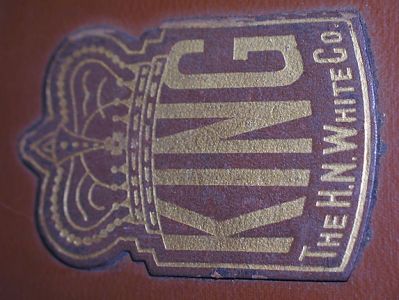 KING
THE H.N. WHITE CO.